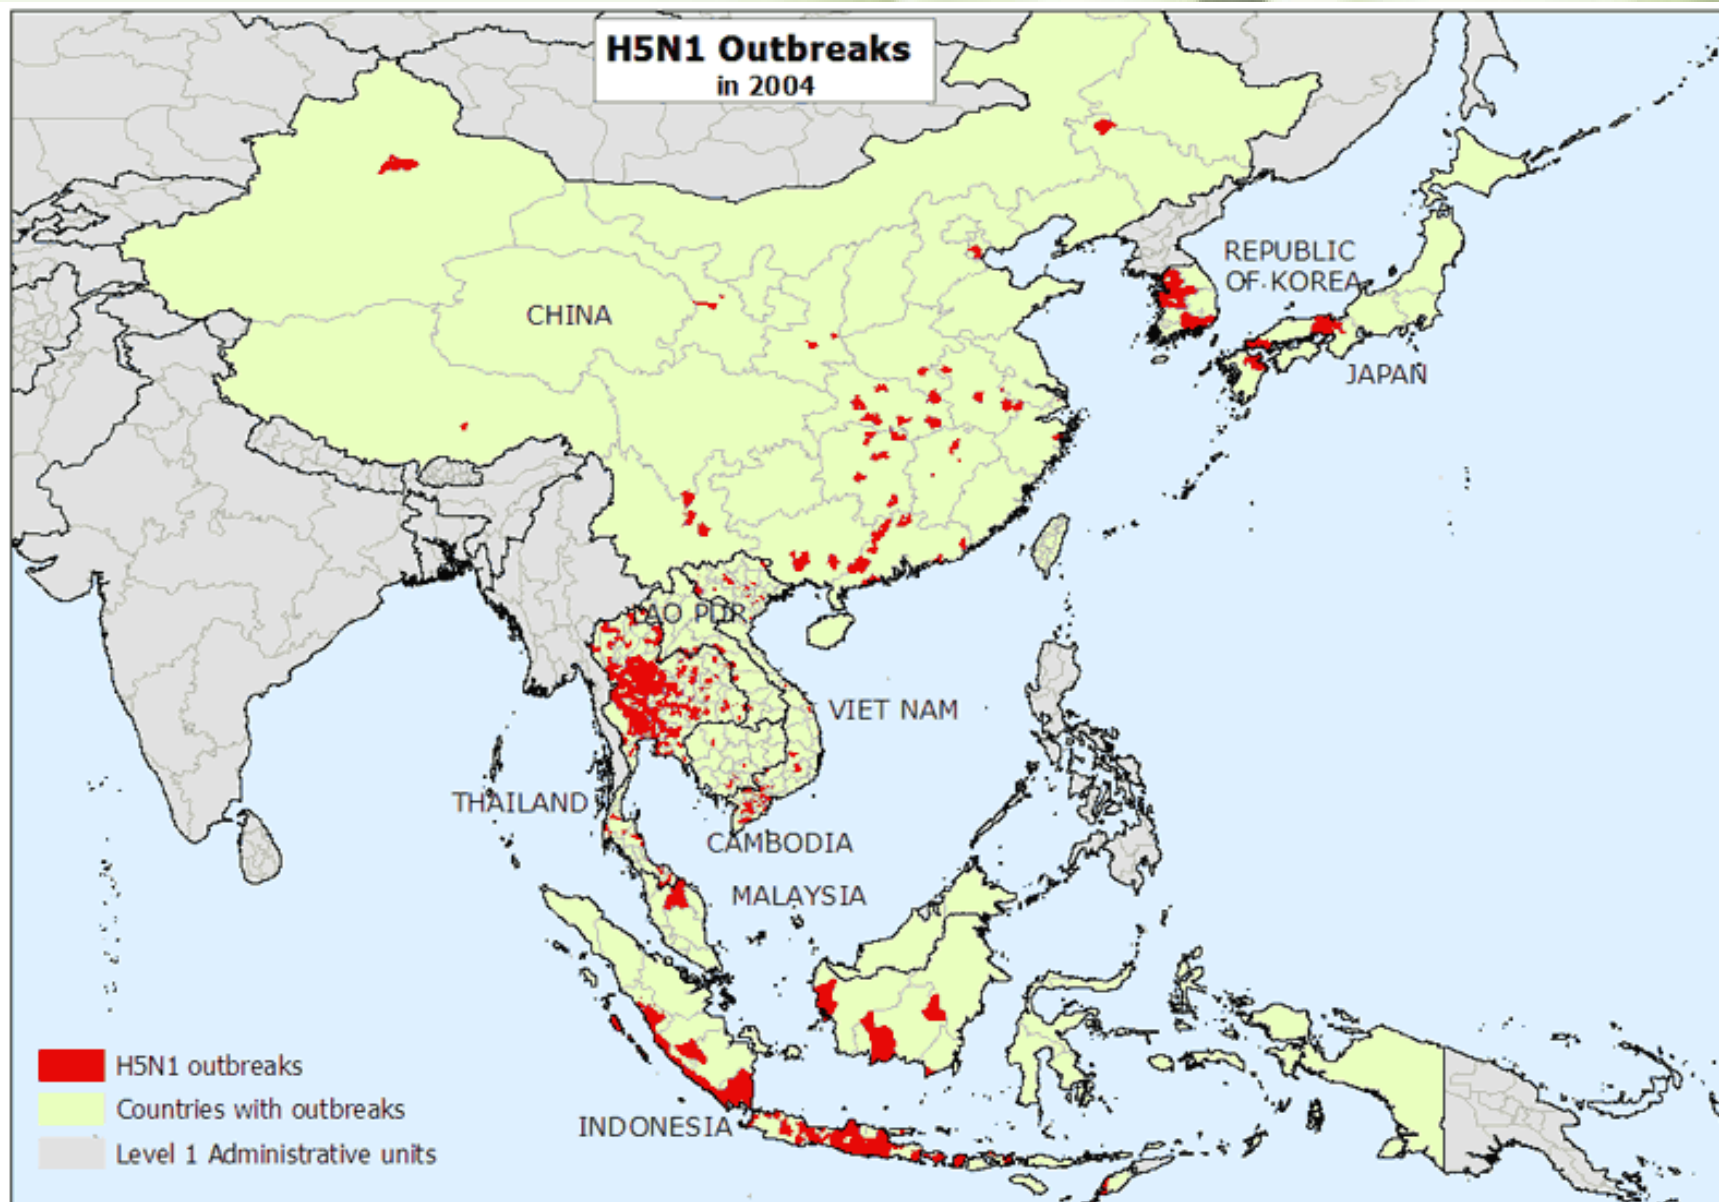 H5N1 Outbreaks
in 2004
REPUBLIC
OF KOREA
CHINA
JAPAN
LAO PDR
VIET NAM
THAILAND
CAMBODIA
MALAYSIA
INDONESIA
H5N1 outbreaks
Countries with outbreaks
Level 1 Administrative units